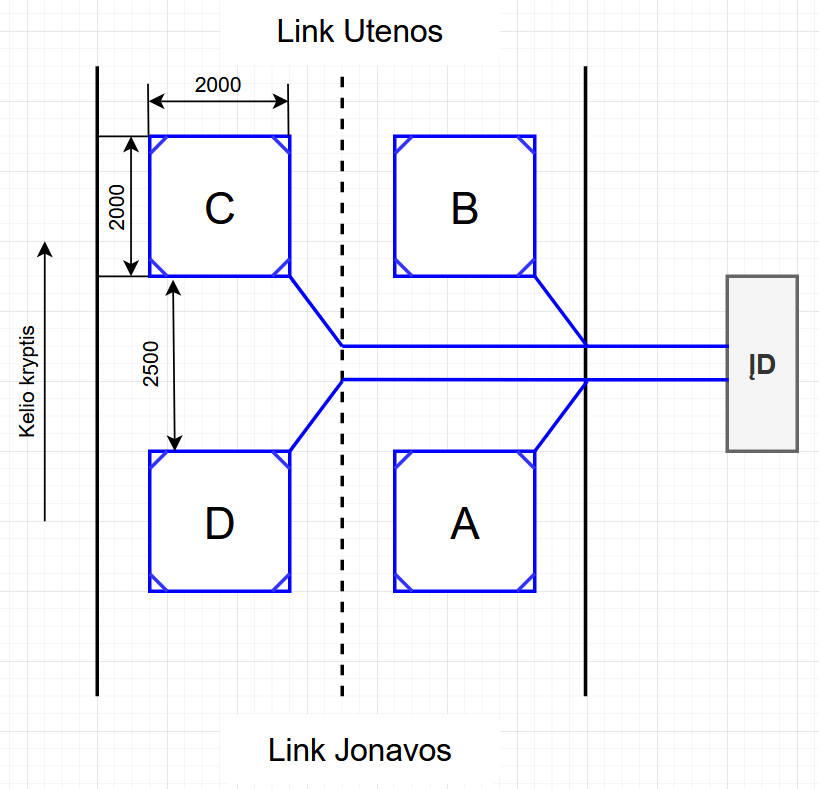 Link Utenos
2000
2000
C
B
Kelio kryptis
2500
ĮD
D
A
Link Jonavos